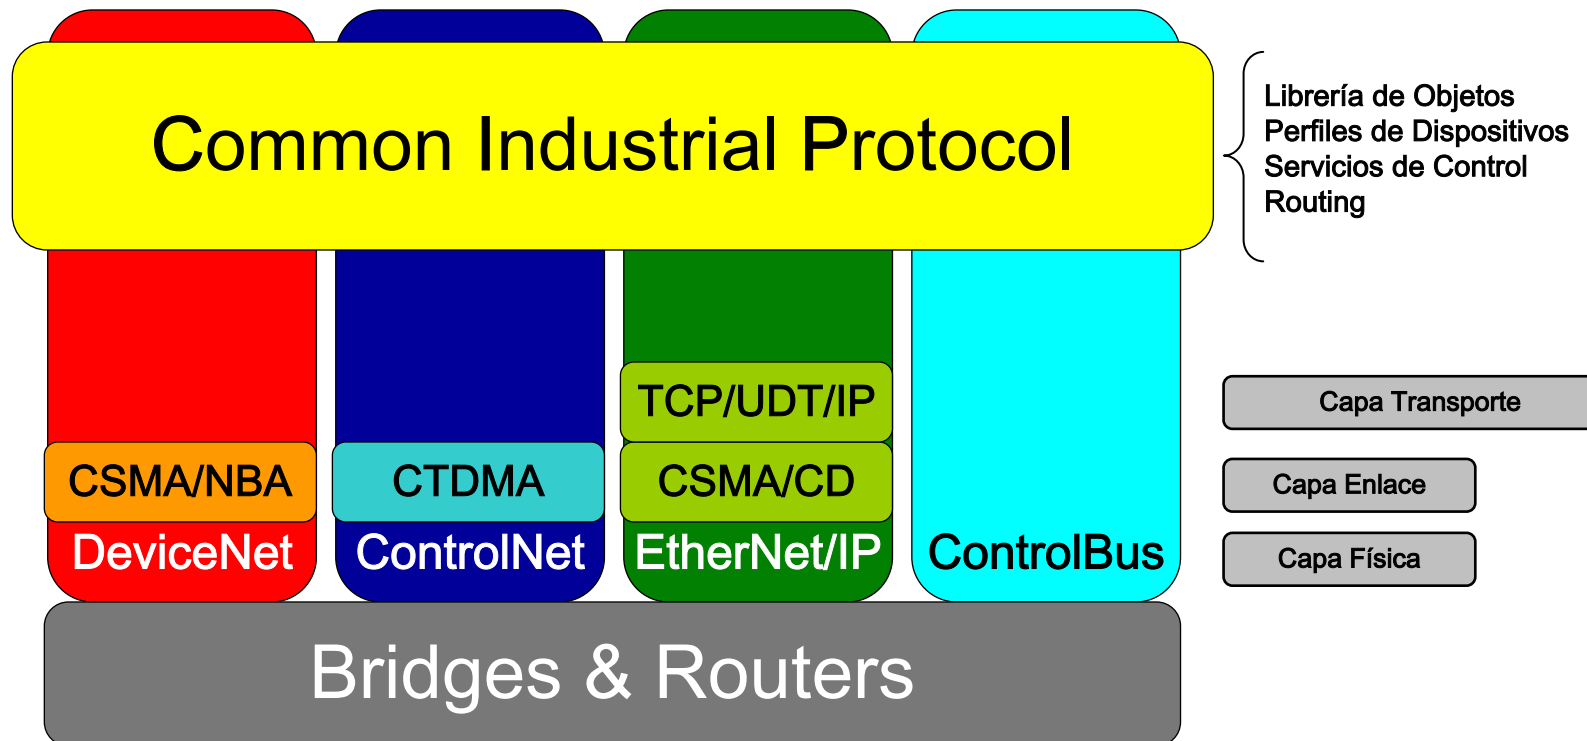 Common Industrial Protocol
Librería de Objetos
Perfiles de Dispositivos
Servicios de Control
Routing
TCP/UDT/IP
Capa Transporte
CSMA/NBA
CTDMA
CSMA/CD
Capa Enlace
DeviceNet
ControlNet
EtherNet/IP
ControlBus
Capa Física
Bridges & Routers